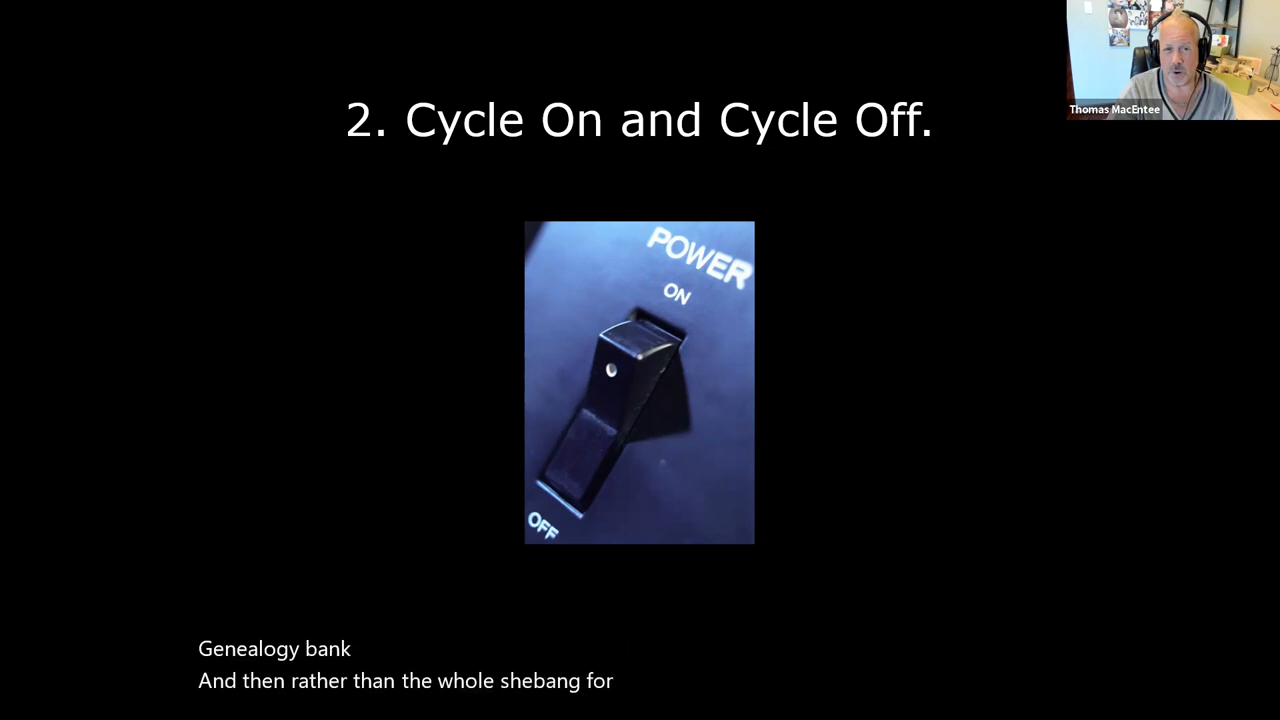 Thomas MacEntee
2. Cycle On and Cycle Off.
POWER
ON
OFF
Genealogy bank
And then rather than the whole shebang for